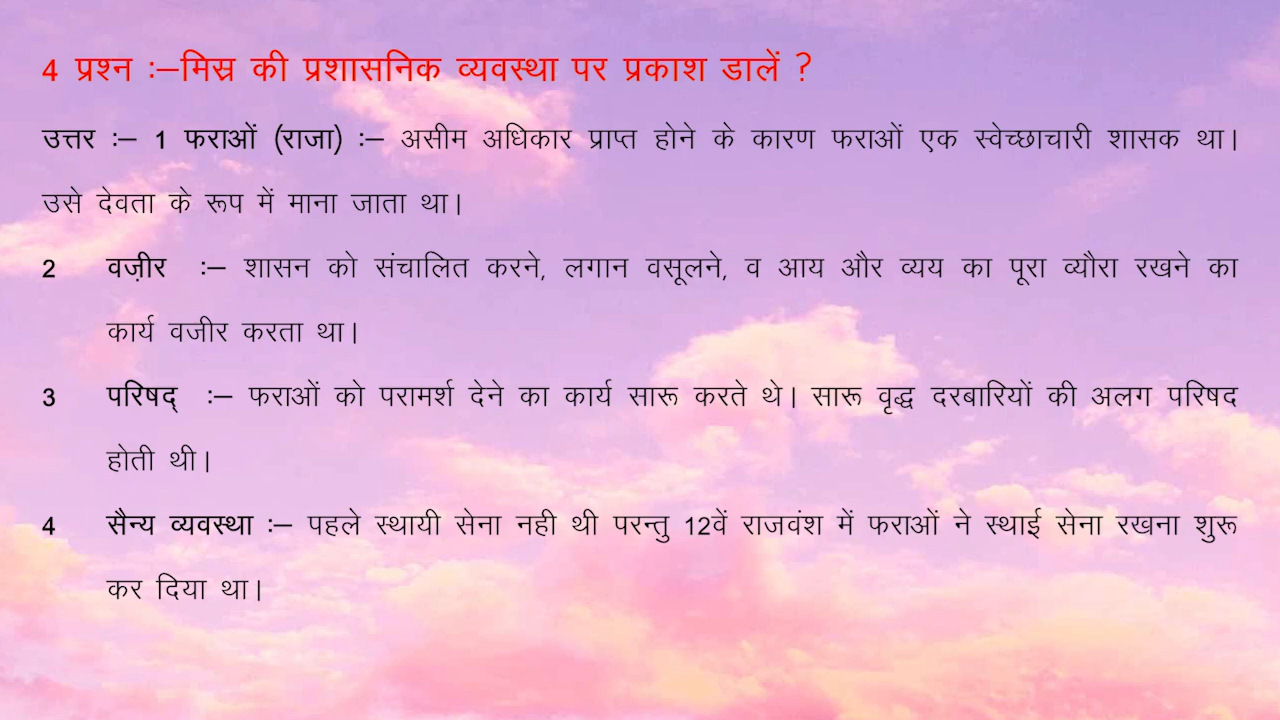 4 प्रश्न :–मिस्र की प्रशासनिक व्यवस्था पर प्रकाश डालें ?
उत्तर :– 1 फराओं (राजा) :– असीम अधिकार प्राप्त होने के कारण फराओं एक स्वेच्छाचारी शासक था।
उसे देवता के रूप में माना जाता था।
2 वज़ीर :– शासन को संचालित करने, लगान वसूलने, व आय और व्यय का पूरा व्यौरा रखने का
कार्य वजीर करता था।
3 परिषद् :– फराओं को परामर्श देने का कार्य सारू करते थे। सारू वृद्ध दरबारियों की अलग परिषद
होती थी।
4 सैन्य व्यवस्था :– पहले स्थायी सेना नही थी परन्तु 12वें राजवंश में फराओं ने स्थाई सेना रखना शुरू
कर दिया था।